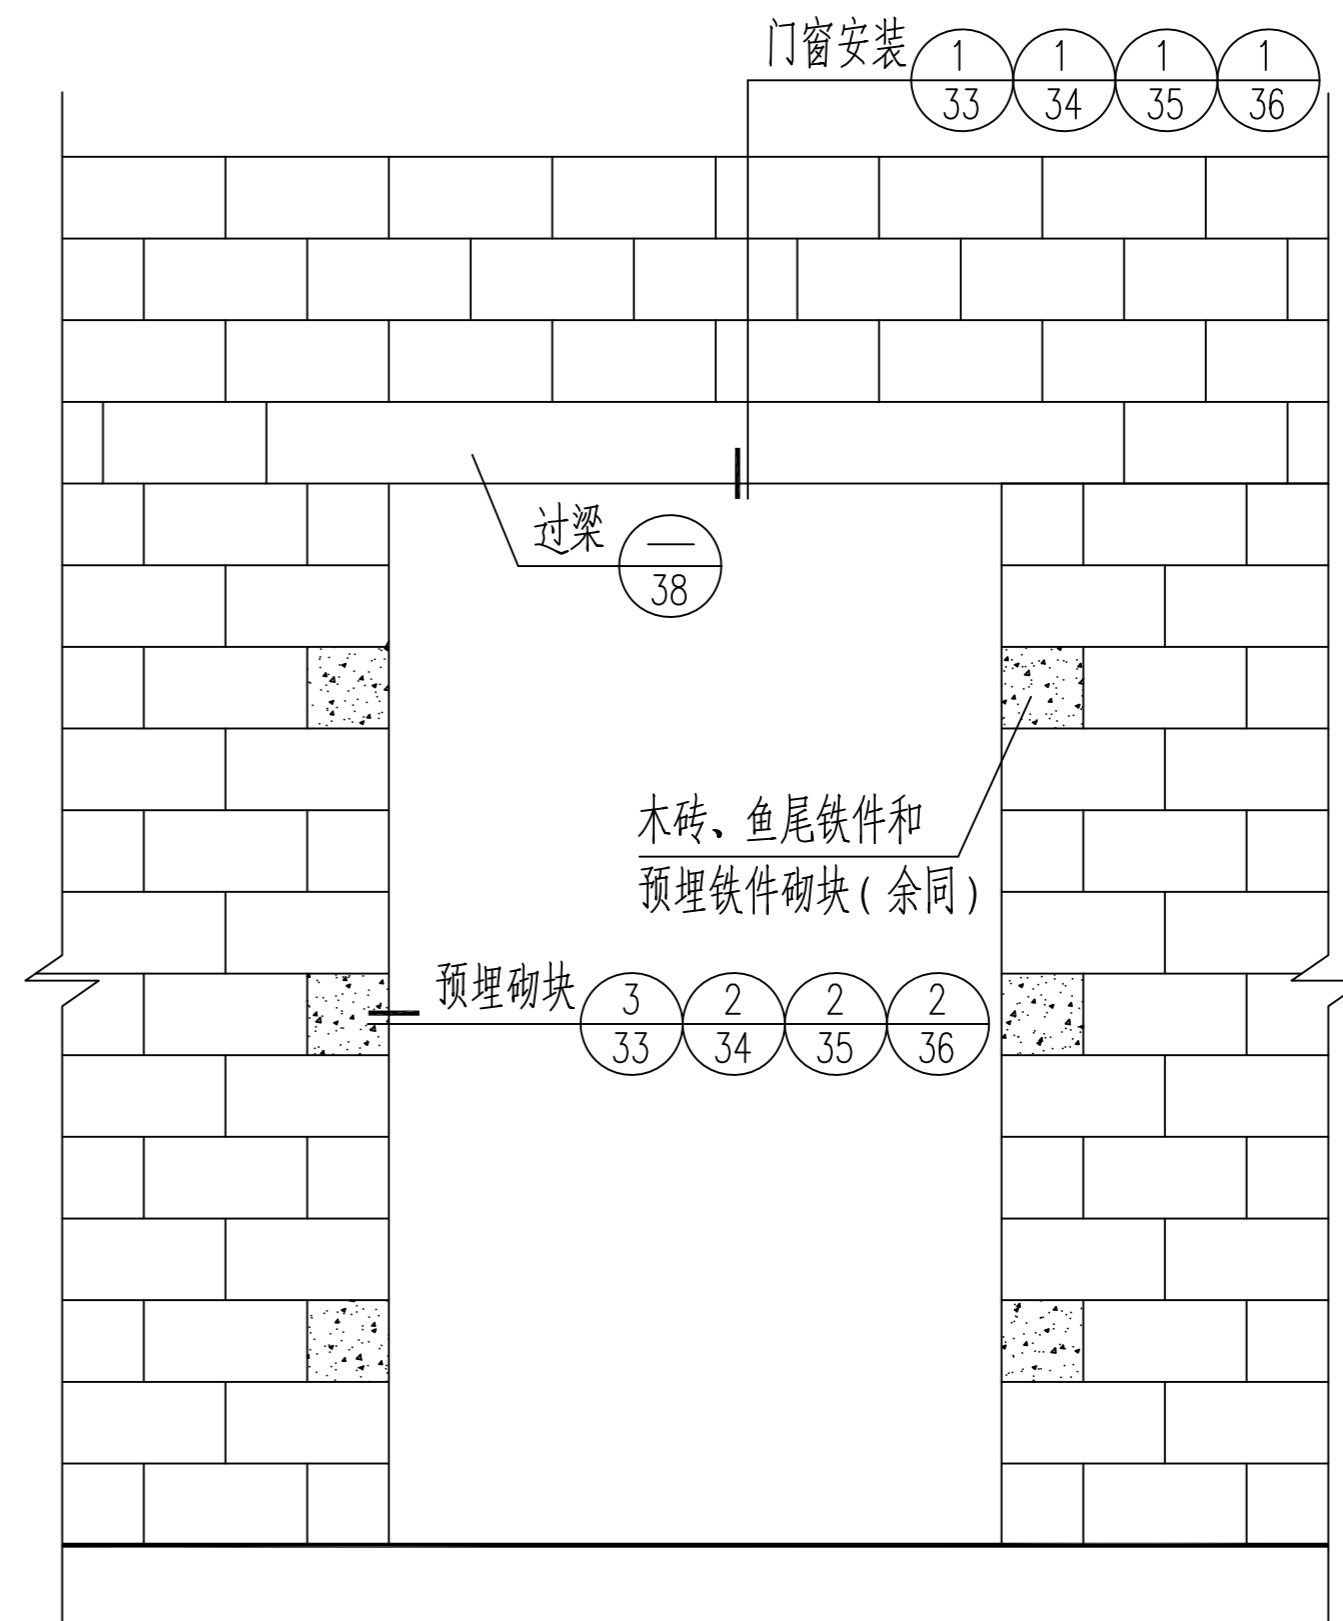 门窗安装 1 1 1 1
33 34 35 36
过梁 —
38
木砖、鱼尾铁件和
预埋铁件砌块(余同)
预埋砌块 3 2 2 2
33 34 35 36